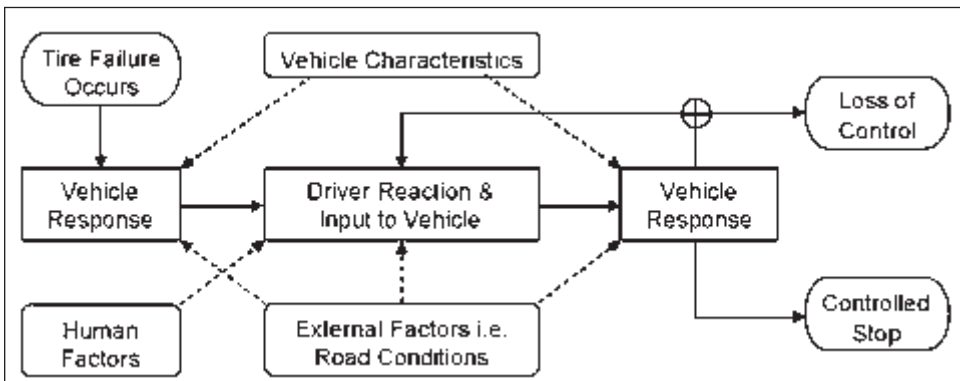 Tire Failure
Occurs
Vehicle Characteristics
Loss of
Control
Vehicle
Response
Driver Reaction &
Input to Vehicle
Vehicle
Response
Human
Factors
External Factors i.e.
Road Conditions
Controlled
Stop